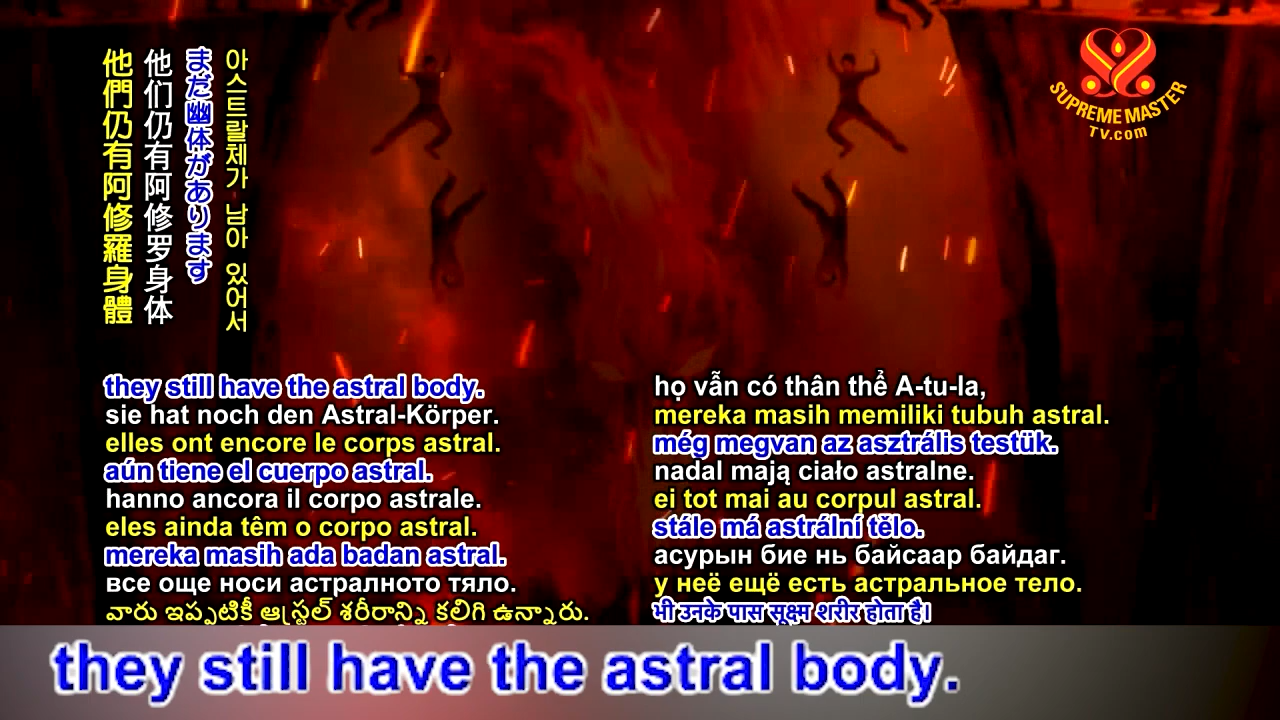 他們仍有阿修羅身體
他们仍有阿修罗身体
まだ幽体があります
아스트랄체가 남아 있어서
SUPREME MASTER
TV.com
they still have the astral body.
sie hat noch den Astral-Körper.
elles ont encore le corps astral.
aún tiene el cuerpo astral.
hanno ancora il corpo astrale.
eles ainda têm o corpo astral.
mereka masih ada badan astral.
все още носи астралното тяло.
వారు ఇప్పటికీ ఆస్ట్రల్ శరీరాన్ని కలిగి ఉన్నారు.
họ vẫn có thân thể A-tu-la,
mereka masih memiliki tubuh astral.
még megvan az asztrális testük.
nadal mają ciało astralne.
ei tot mai au corpul astral.
stále má astrální tělo.
асурын бие нь байсаар байдаг.
у неё ещё есть астральное тело.
भी उनके पास सूक्ष्म शरीर होता है।
they still have the astral body.